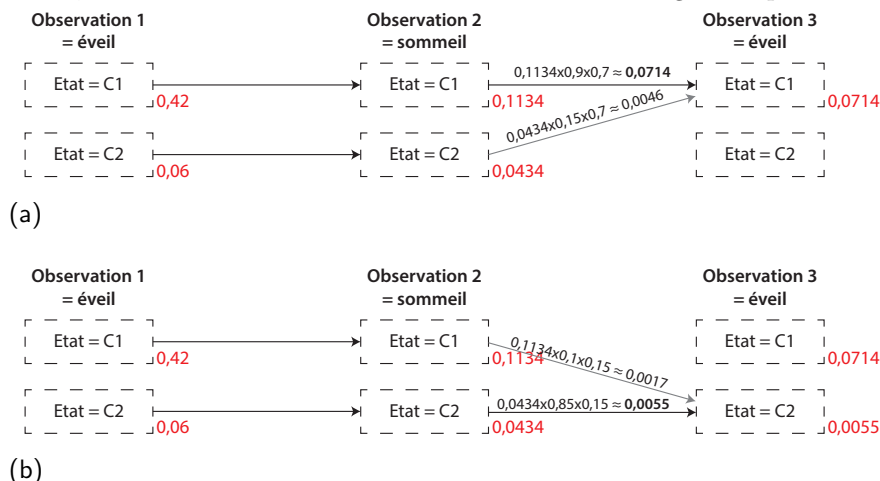 Observation 1 Observation 2 Observation 3
= éveil = sommeil = éveil
0,1134x0,9x0,7 ≈ 0,0714
Etat = C1 Etat = C1 Etat = C1
0,42 0,1134 0,0714
0,0434x0,15x0,7 ≈ 0,0046
Etat = C2 Etat = C2 Etat = C2
0,06 0,0434
(a)
Observation 1 Observation 2 Observation 3
= éveil = sommeil = éveil
Etat = C1 Etat = C1 Etat = C1
0,42 0,1134 0,0714
0,1134x0,1x0,15 ≈ 0,0017
0,0434x0,85x0,15 ≈ 0,0055
Etat = C2 Etat = C2 Etat = C2
0,06 0,0434 0,0055
(b)